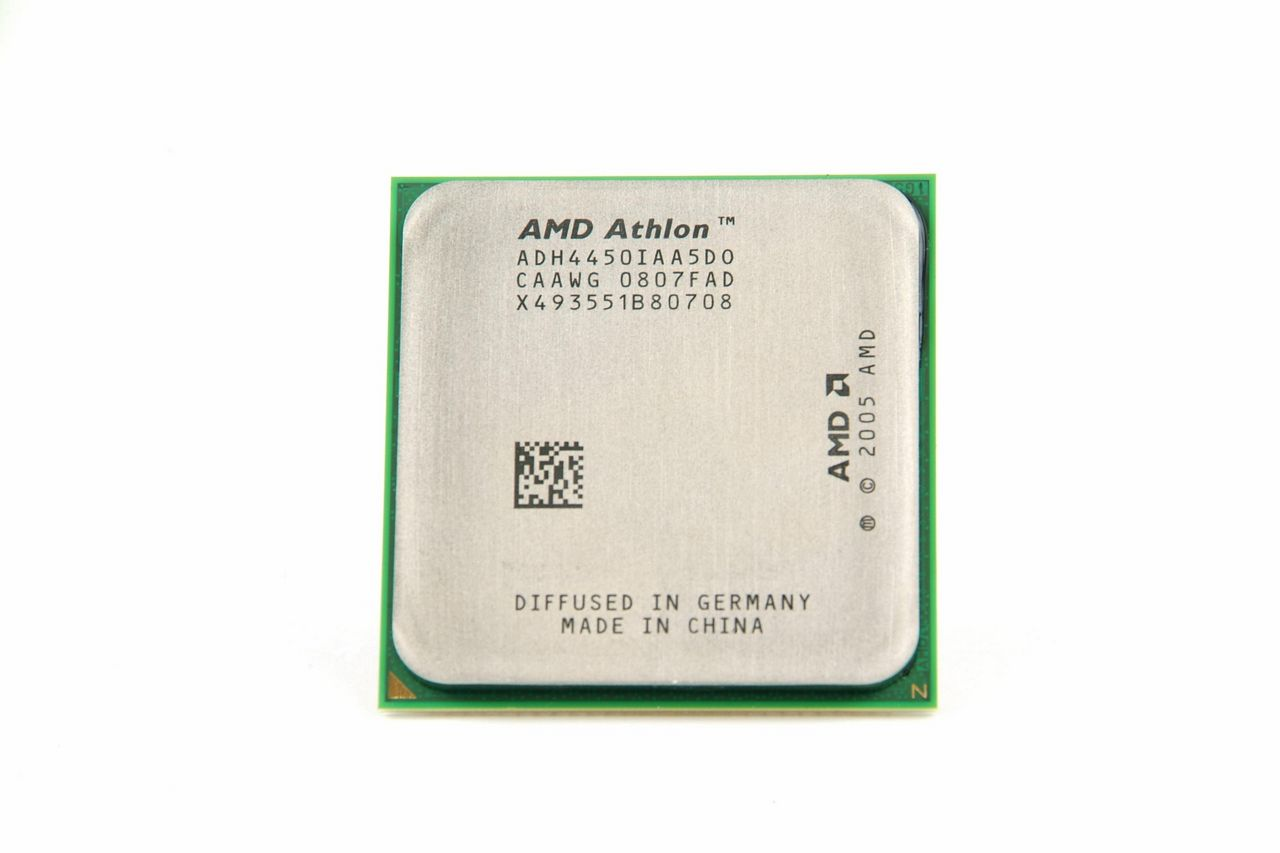 AMD Athlon™
ADH4450IAA5DO
CAAWG 0807FAD
X493551B80708
AMD
ⓜ © 2005 AMD
DIFFUSED IN GERMANY
MADE IN CHINA
N